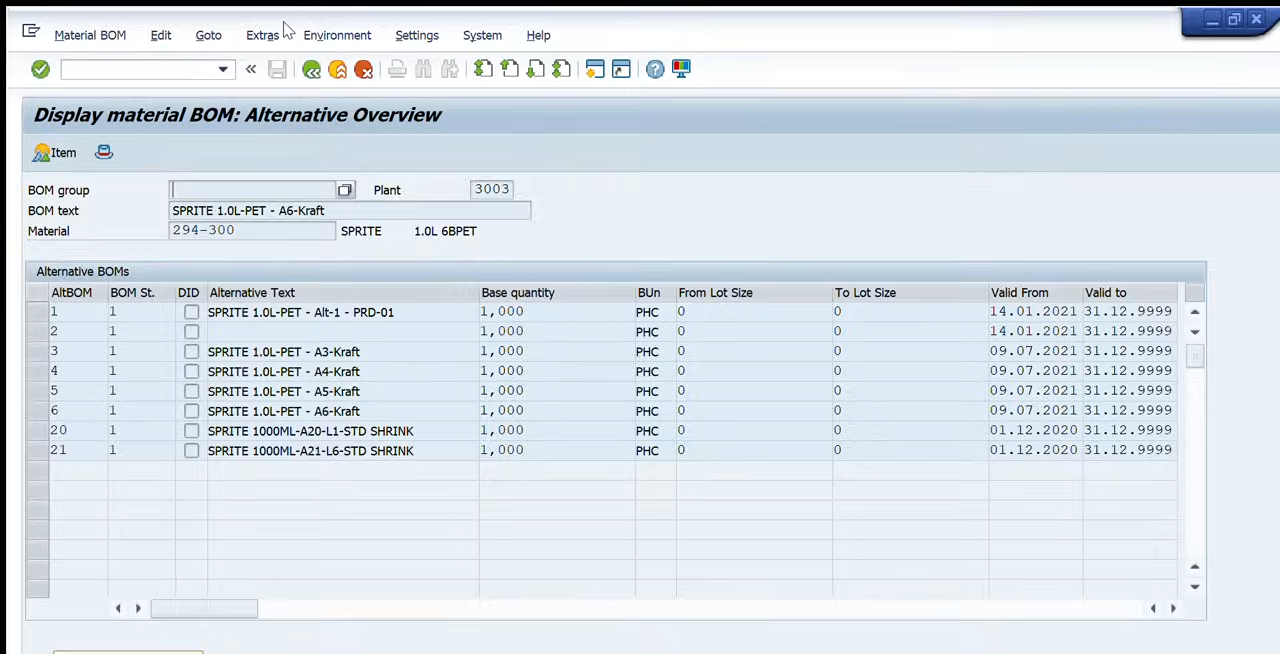 Material BOM Edit Goto Extras Environment Settings System Help
Display material BOM: Alternative Overview
Item
BOM group Plant 3003
BOM text SPRITE 1.0L-PET - A6-Kraft
Material 294-300 SPRITE 1.0L 6BPET
Alternative BOMs
AltBOM BOM St. DID Alternative Text Base quantity BUn From Lot Size To Lot Size Valid From Valid to
1 1 SPRITE 1.0L-PET - Alt-1 - PRD-01 1,000 PHC 0 0 14.01.2021 31.12.9999
2 1 1,000 PHC 0 0 14.01.2021 31.12.9999
3 1 SPRITE 1.0L-PET - A3-Kraft 1,000 PHC 0 0 09.07.2021 31.12.9999
4 1 SPRITE 1.0L-PET - A4-Kraft 1,000 PHC 0 0 09.07.2021 31.12.9999
5 1 SPRITE 1.0L-PET - A5-Kraft 1,000 PHC 0 0 09.07.2021 31.12.9999
6 1 SPRITE 1.0L-PET - A6-Kraft 1,000 PHC 0 0 09.07.2021 31.12.9999
20 1 SPRITE 1000ML-A20-L1-STD SHRINK 1,000 PHC 0 0 01.12.2020 31.12.9999
21 1 SPRITE 1000ML-A21-L6-STD SHRINK 1,000 PHC 0 0 01.12.2020 31.12.9999